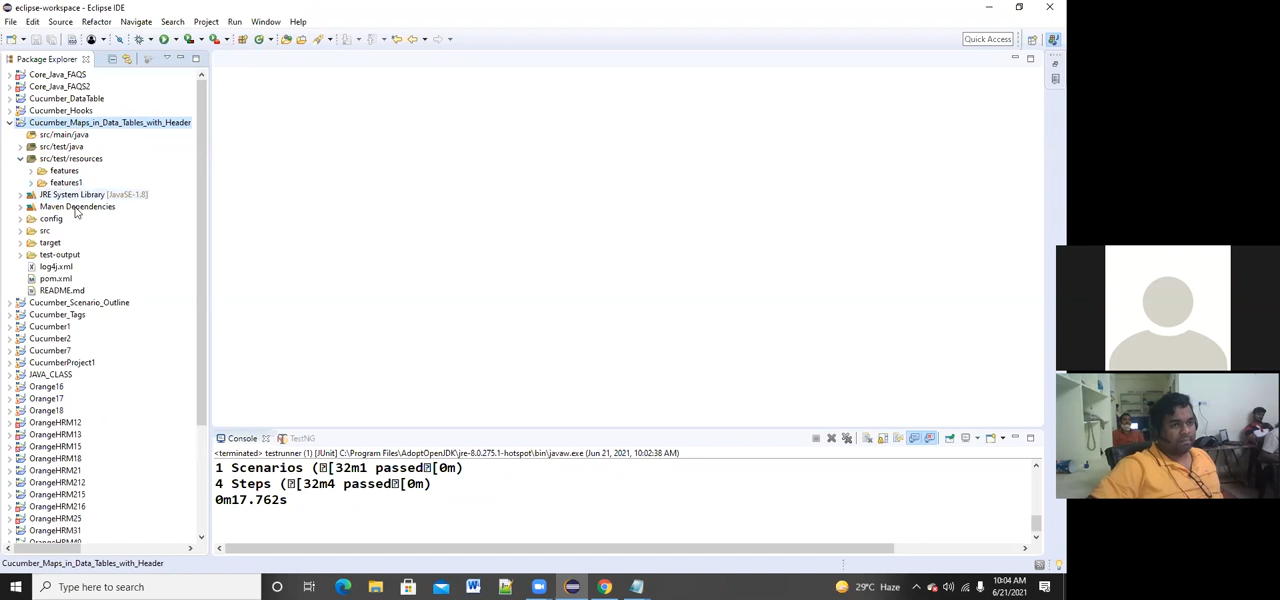 eclipse-workspace - Eclipse IDE
File Edit Source Refactor Navigate Search Project Run Window Help
Quick Access
Package Explorer
Core_Java_FAQS
Core_Java_FAQS2
Cucumber_DataTable
Cucumber_Hooks
Cucumber_Maps_in_Data_Tables_with_Header
src/main/java
src/test/java
src/test/resources
features
features1
JRE System Library [JavaSE-1.8]
Maven Dependencies
config
src
target
test-output
log4j.xml
pom.xml
README.md
Cucumber_Scenario_Outline
Cucumber_Tags
Cucumber1
Cucumber2
Cucumber7
CucumberProject1
JAVA_CLASS
Orange16
Orange17
Orange18
OrangeHRM12
OrangeHRM13
OrangeHRM15
OrangeHRM18
OrangeHRM21
OrangeHRM212
OrangeHRM215
OrangeHRM216
OrangeHRM25
OrangeHRM31
Console TestNG
<terminated> testrunner (1) [JUnit] C:\Program Files\AdoptOpenJDK\jre-8.0.275.1-hotspot\bin\javaw.exe (Jun 21, 2021, 10:02:38 AM)
1 Scenarios ([32m1 passed[0m)
4 Steps ([32m4 passed[0m)
0m17.762s
Cucumber_Maps_in_Data_Tables_with_Header
Type here to search
29°C Haze
10:04 AM
6/21/2021